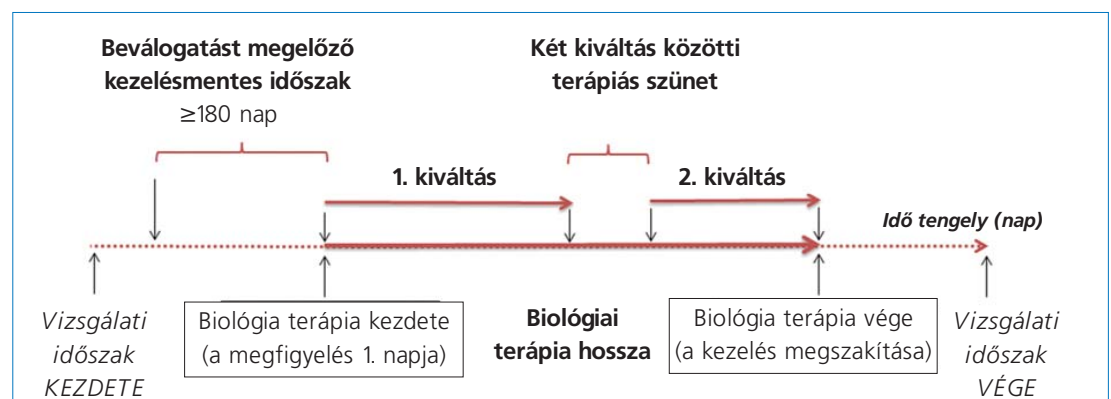 Beválogatást megelőző
kezelésmentes időszak
≥180 nap
Két kiváltás közötti
terápiás szünet
1. kiváltás
2. kiváltás
Idő tengely (nap)
Vizsgálati
időszak
KEZDETE
Biológia terápia kezdete
(a megfigyelés 1. napja)
Biológiai
terápia hossza
Biológia terápia vége
(a kezelés megszakítása)
Vizsgálati
időszak
VÉGE